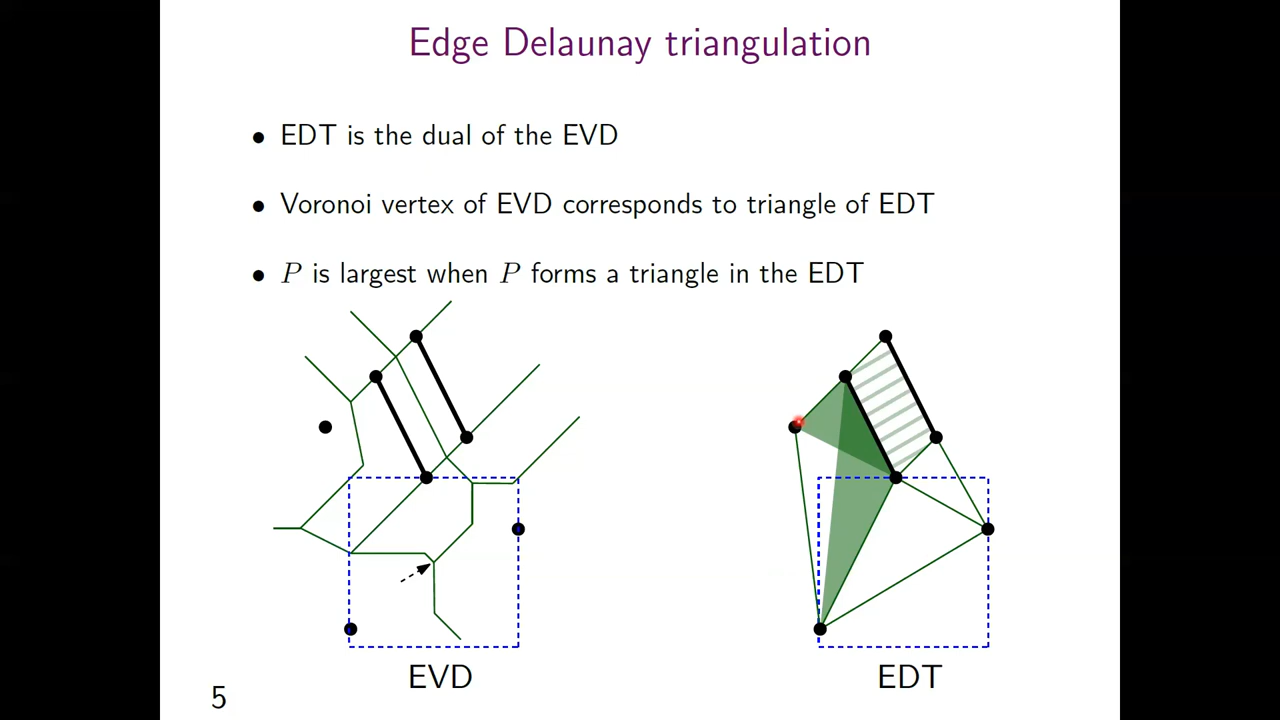 Edge Delaunay triangulation
• EDT is the dual of the EVD
• Voronoi vertex of EVD corresponds to triangle of EDT
• P is largest when P forms a triangle in the EDT
EVD
EDT
5